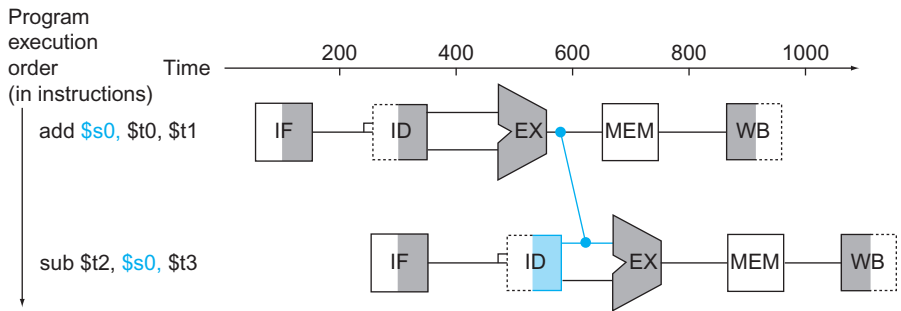 Program
execution
order
(in instructions)
Time
200 400 600 800 1000
add $s0, $t0, $t1
IF ID EX MEM WB
sub $t2, $s0, $t3
IF ID EX MEM WB